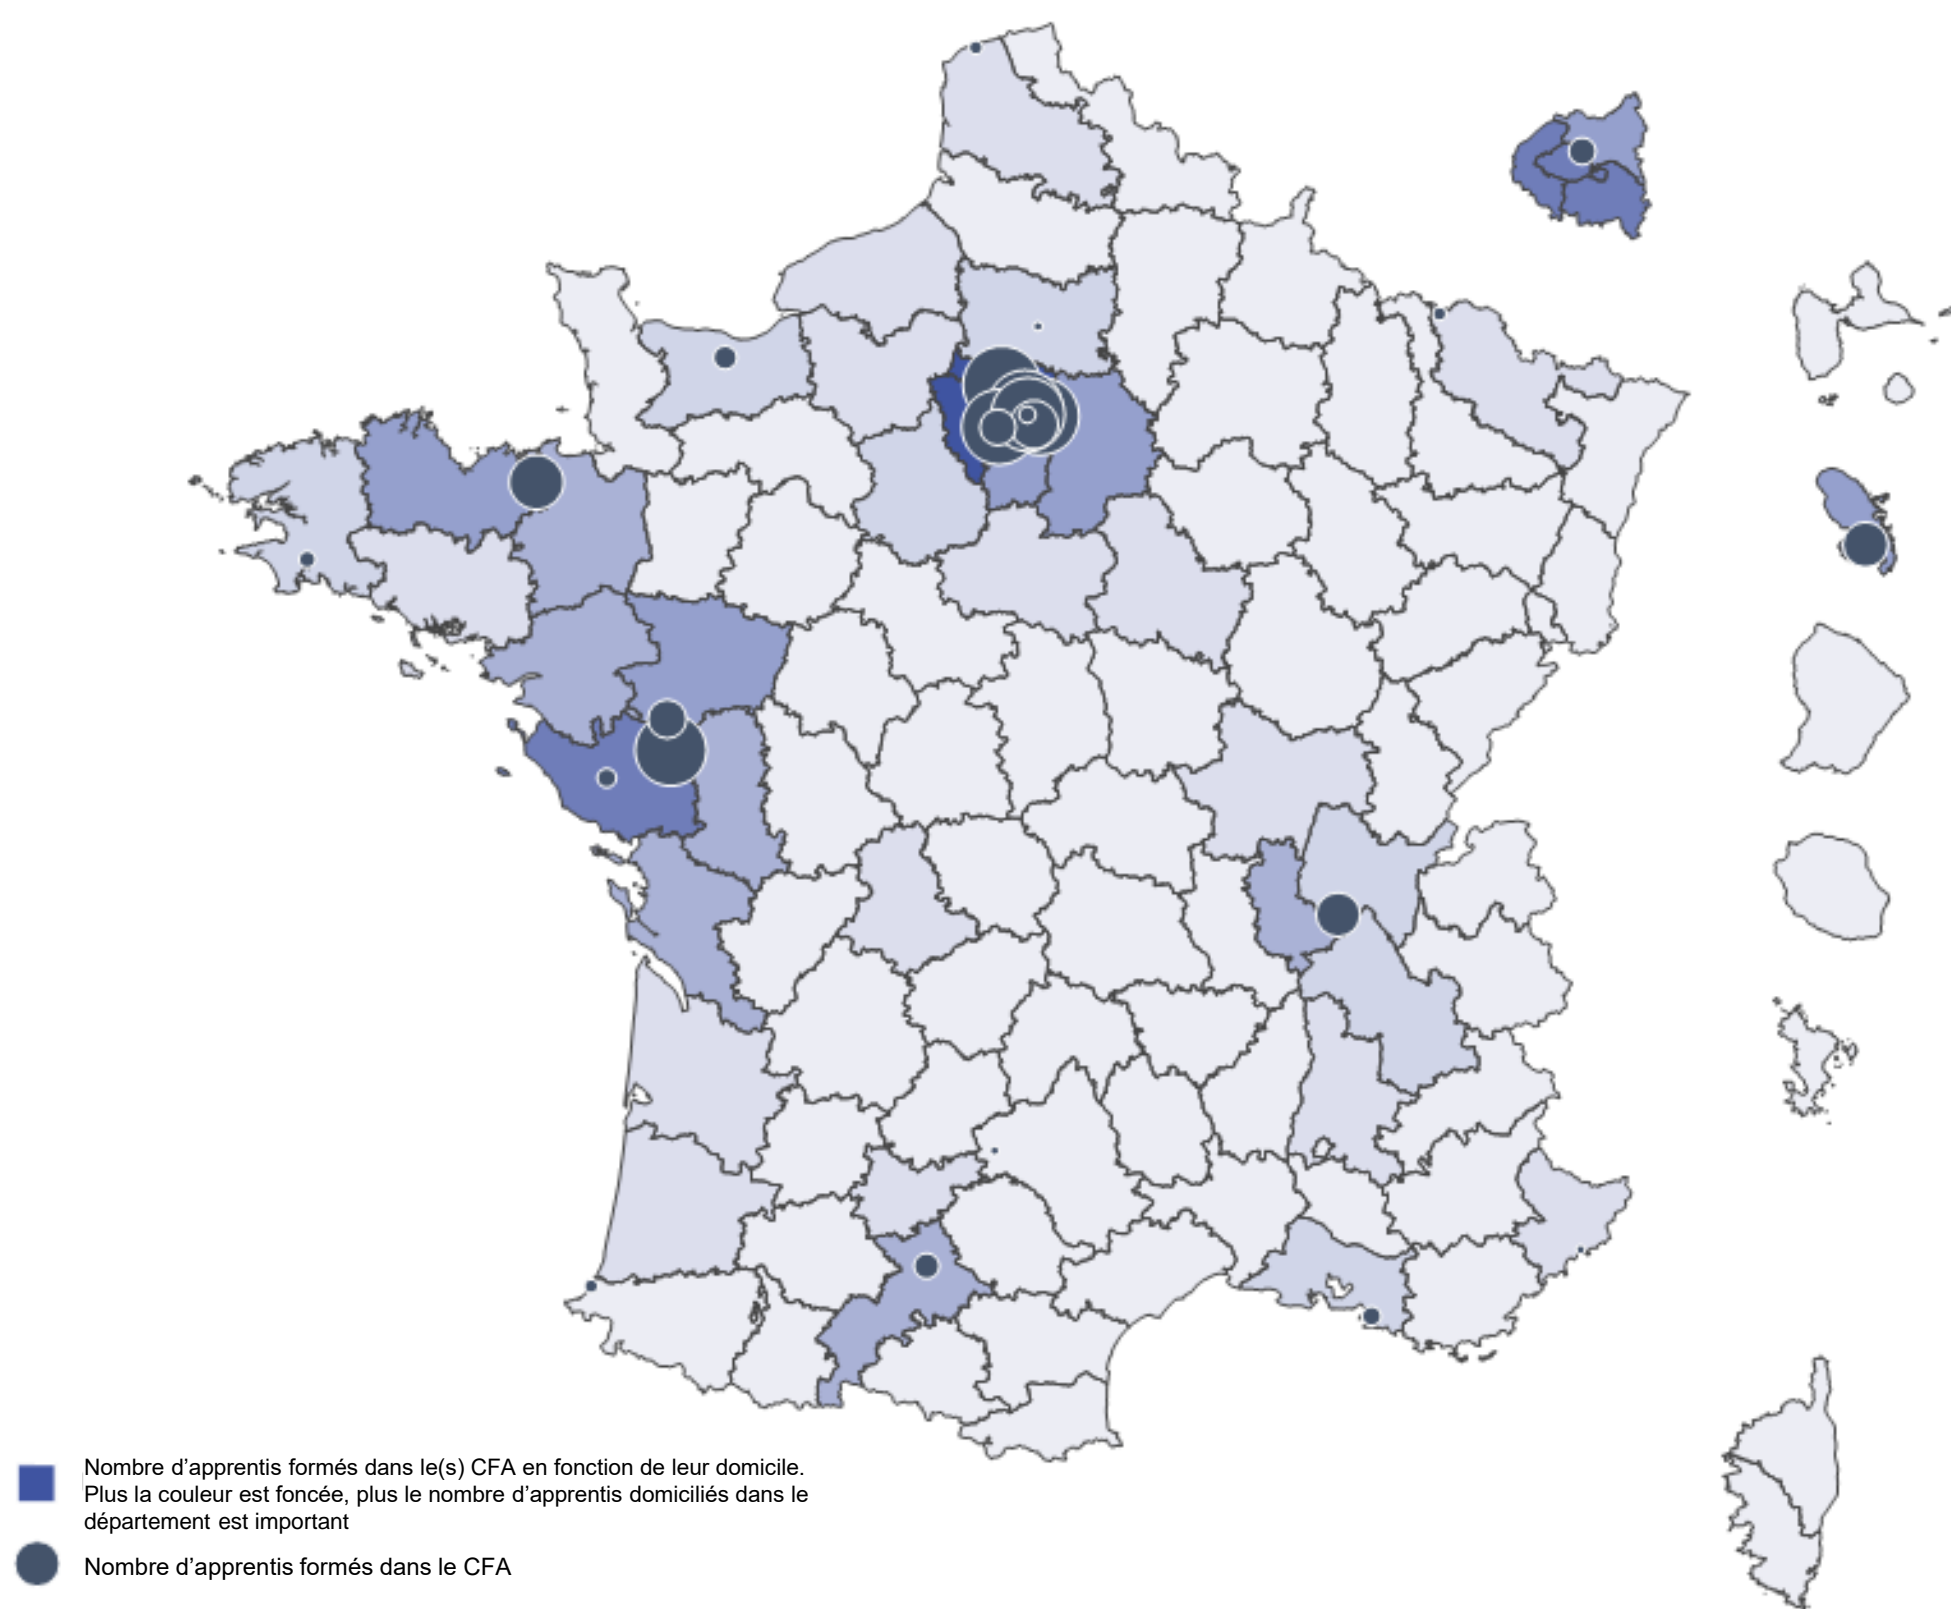 Nombre d’apprentis formés dans le(s) CFA en fonction de leur domicile.
Plus la couleur est foncée, plus le nombre d’apprentis domiciliés dans le
département est important
Nombre d’apprentis formés dans le CFA